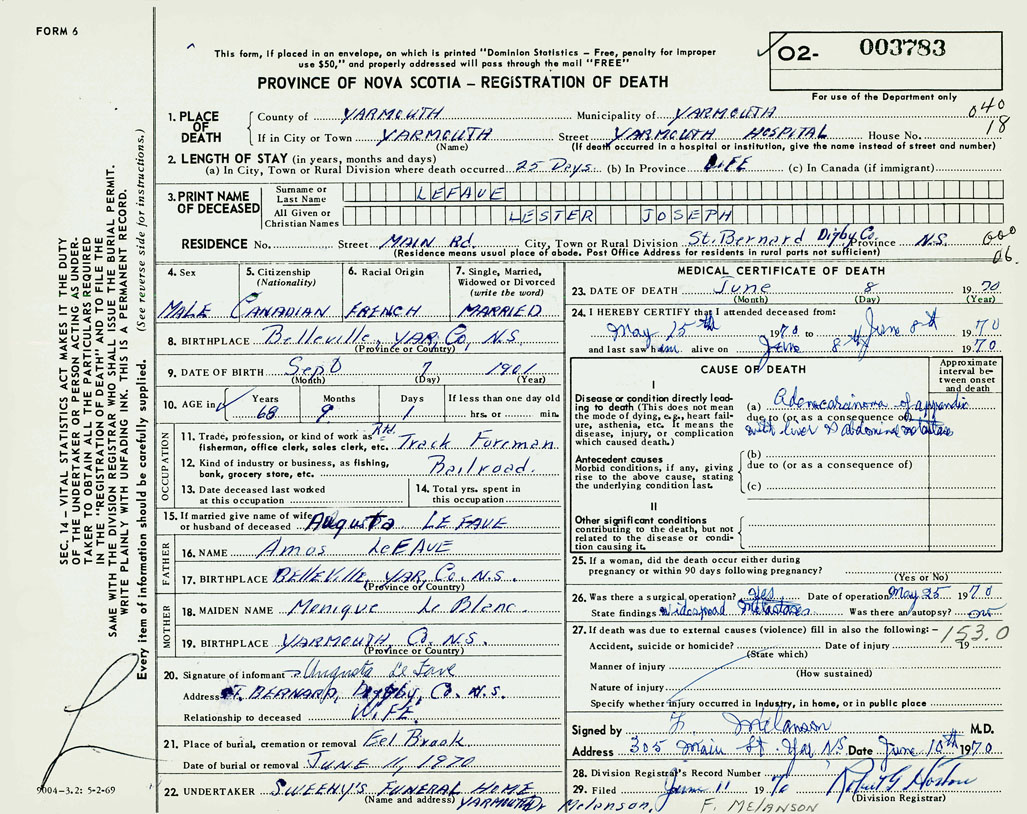 FORM 6
This form, If placed in an envelope, on which is printed "Dominion Statistics – Free, penalty for improper
use $50," and properly addressed will pass through the mail "FREE"
O2- 003783
For use of the Department only
PROVINCE OF NOVA SCOTIA – REGISTRATION OF DEATH
SEC. 14 – VITAL STATISTICS ACT MAKES IT THE DUTY
OF THE UNDERTAKER OR PERSON ACTING AS UNDER-
TAKER TO OBTAIN ALL THE PARTICULARS REQUIRED
IN THE "REGISTRATION OF DEATH" AND TO FILE THE
SAME WITH THE DIVISION REGISTRAR WHO SHALL ISSUE THE BURIAL PERMIT.
WRITE PLAINLY WITH UNFADING INK. THIS IS A PERMANENT RECORD.
Every item of information should be carefully supplied. (See reverse side for instructions.)
1. PLACE OF DEATH
County of YARMOUTH Municipality of YARMOUTH 040
If in City or Town YARMOUTH Street YARMOUTH HOSPITAL House No. 18
(Name) (If death occurred in a hospital or institution, give the name instead of street and number)
2. LENGTH OF STAY (in years, months and days)
(a) In City, Town or Rural Division where death occurred 25 Days (b) In Province LIFE (c) In Canada (if immigrant)
3. PRINT NAME OF DECEASED
Surname or Last Name LEFAVE
All Given or Christian Names LESTER JOSEPH
RESIDENCE No. Street MAIN Rd. City, Town or Rural Division St. Bernard Digby Co. Province N.S. 000
(Residence means usual place of abode. Post Office Address for residents in rural parts not sufficient) 06.
4. Sex
MALE
5. Citizenship
(Nationality)
CANADIAN
6. Racial Origin
FRENCH
7. Single, Married,
Widowed or Divorced
(write the word)
MARRIED
8. BIRTHPLACE Belleville, YAR. Co, N.S.
(Province or Country)
9. DATE OF BIRTH Sept 7 1901
(Month) (Day) (Year)
10. AGE in Years Months Days If less than one day old
68 9 1 hrs. or min.
OCCUPATION
11. Trade, profession, or kind of work as
fisherman, office clerk, sales clerk, etc. R.H. Track Foreman
12. Kind of industry or business, as fishing,
bank, grocery store, etc. Railroad.
13. Date deceased last worked
at this occupation
14. Total yrs. spent in
this occupation
15. If married give name of wife
or husband of deceased Augusta LEFAVE
FATHER
16. NAME Amos LeFAVE
17. BIRTHPLACE BELLEVILLE, YAR. Co. N.S.
(Province or Country)
MOTHER
18. MAIDEN NAME Monique Le Blanc.
19. BIRTHPLACE YARMOUTH, Co. N.S.
(Province or Country)
20. Signature of informant Augusta LeFave
Address ST. BERNARD, Digby, Co. N.S.
Relationship to deceased WIFE
21. Place of burial, cremation or removal Eel Brook
Date of burial or removal JUNE 11, 1970
22. UNDERTAKER SWEENY'S FUNERAL HOME
(Name and address) YARMOUTH
9004-3.2: 5-2-69
MEDICAL CERTIFICATE OF DEATH
23. DATE OF DEATH June 8 1970
(Month) (Day) (Year)
24. I HEREBY CERTIFY that I attended deceased from:
May 15th 1970 to June 8th 1970
and last saw him alive on June 8th 1970
CAUSE OF DEATH
Approximate
interval be-
tween onset
and death
I
Disease or condition directly lead-
ing to death (This does not mean
the mode of dying, e.g., heart fail-
ure, asthenia, etc. It means the
disease, injury, or complication
which caused death.)
(a) Adenocarcinoma of appendix
due to (or as a consequence of)
with liver & abdominal metastases
Antecedent causes
Morbid conditions, if any, giving
rise to the above cause, stating
the underlying condition last.
(b)
due to (or as a consequence of)
(c)
II
Other significant conditions
contributing to the death, but not
related to the disease or condi-
tion causing it.
25. If a woman, did the death occur either during
pregnancy or within 90 days following pregnancy?
(Yes or No)
26. Was there a surgical operation? Yes Date of operation May 25 1970
State findings Widespread Metastases Was there an autopsy? no
27. If death was due to external causes (violence) fill in also the following: – 153.0
Accident, suicide or homicide? Date of injury 19
(State which)
Manner of injury
(How sustained)
Nature of injury
Specify whether injury occurred in Industry, in home, or in public place
Signed by F Melanson M.D.
Address 305 Main St. Yar NS Date June 10th 1970
28. Division Registrar's Record Number
29. Filed June 11 1970 Robert G Horton
(Division Registrar)
Dr Melanson, F. MELANSON